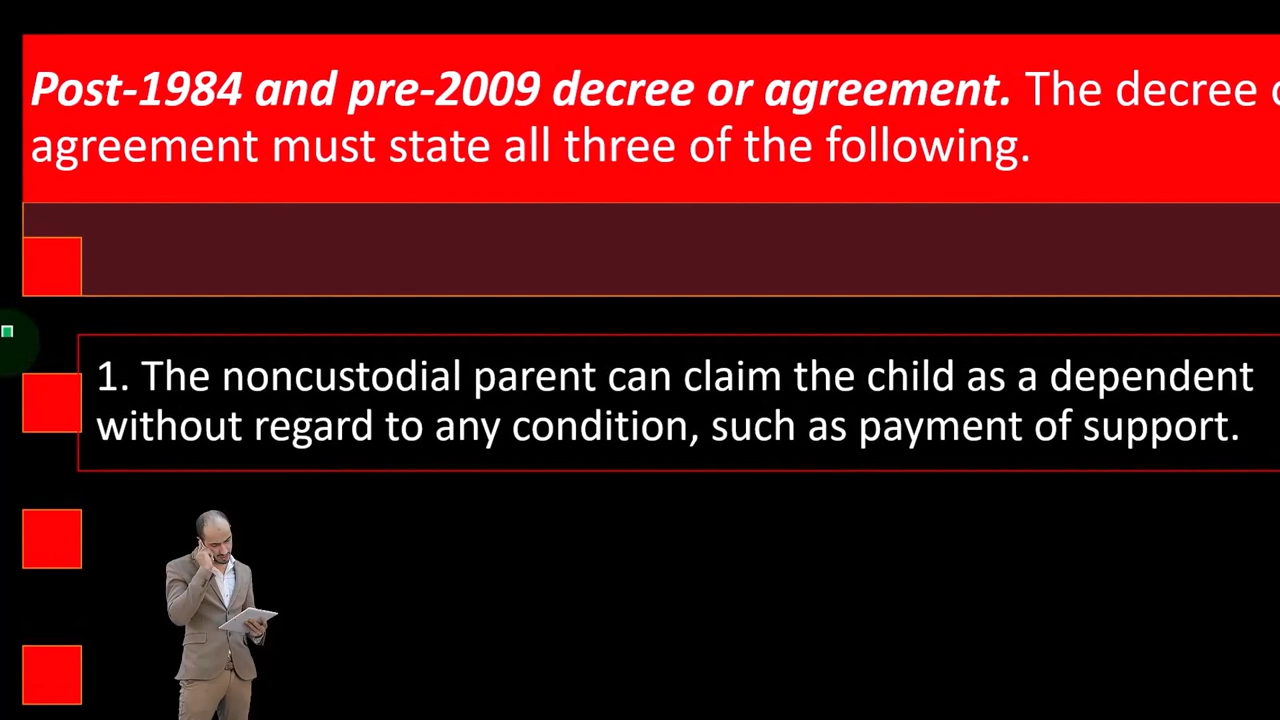 Post-1984 and pre-2009 decree or agreement. The decree
agreement must state all three of the following.
1. The noncustodial parent can claim the child as a dependent
without regard to any condition, such as payment of support.